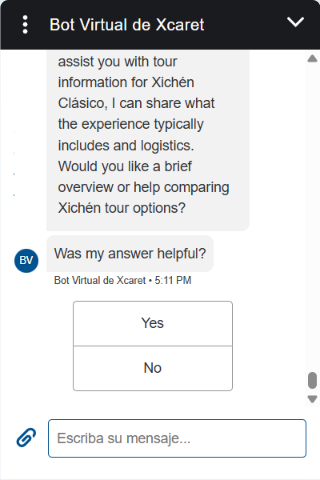 Bot Virtual de Xcaret
assist you with tour
information for Xichén
Clásico, I can share what
the experience typically
includes and logistics.
Would you like a brief
overview or help comparing
Xichén tour options?
Was my answer helpful?
BV
Bot Virtual de Xcaret • 5:11 PM
Yes
No
Escriba su mensaje...